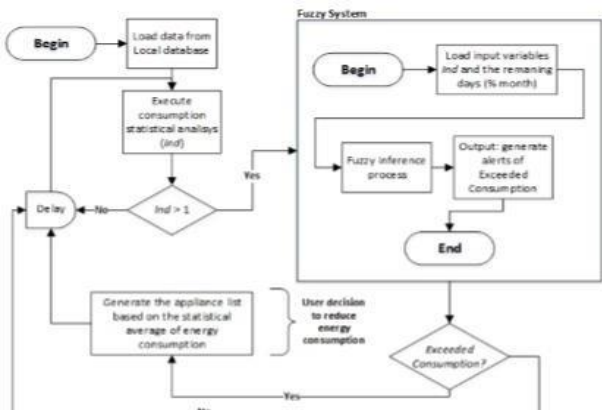 Fuzzy System
Begin
Load data from
Local database
Execute
consumption
statistical analisys
(Ind)
Yes
Ind > 1
No
Delay
Begin
Load input variables
Ind and the remaning
days (% month)
Fuzzy inference
process
Output: generate
alerts of
Exceeded
Consumption
End
Generate the appliance list
based on the statistical
average of energy
consumption
User decision
to reduce
energy
consumption
Exceeded
Consumption?
Yes
No